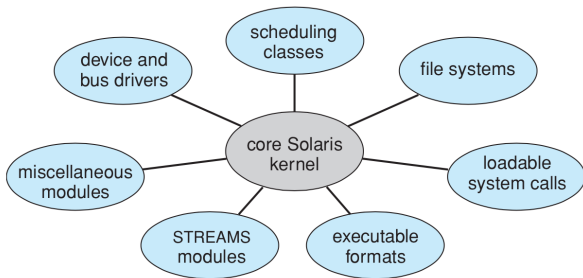 scheduling
classes
device and
bus drivers
file systems
core Solaris
kernel
miscellaneous
modules
loadable
system calls
STREAMS
modules
executable
formats